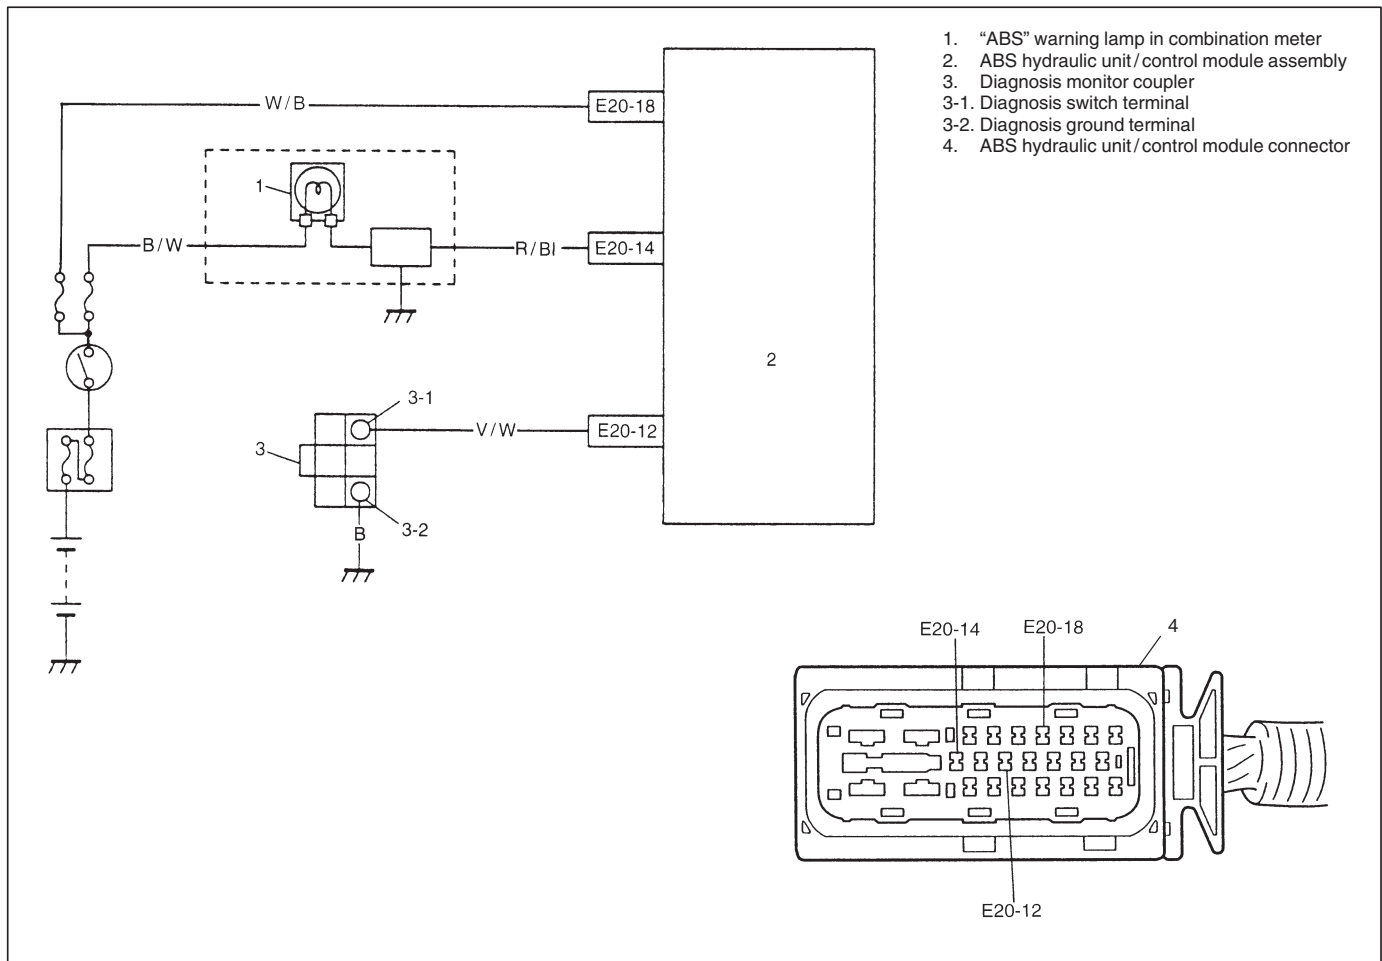 1. “ABS” warning lamp in combination meter
2. ABS hydraulic unit/control module assembly
3. Diagnosis monitor coupler
3-1. Diagnosis switch terminal
3-2. Diagnosis ground terminal
4. ABS hydraulic unit/control module connector
W/B
E20-18
1
B/W
R/Bl
E20-14
2
3-1
V/W
E20-12
3
3-2
B
E20-14
E20-18
4
E20-12